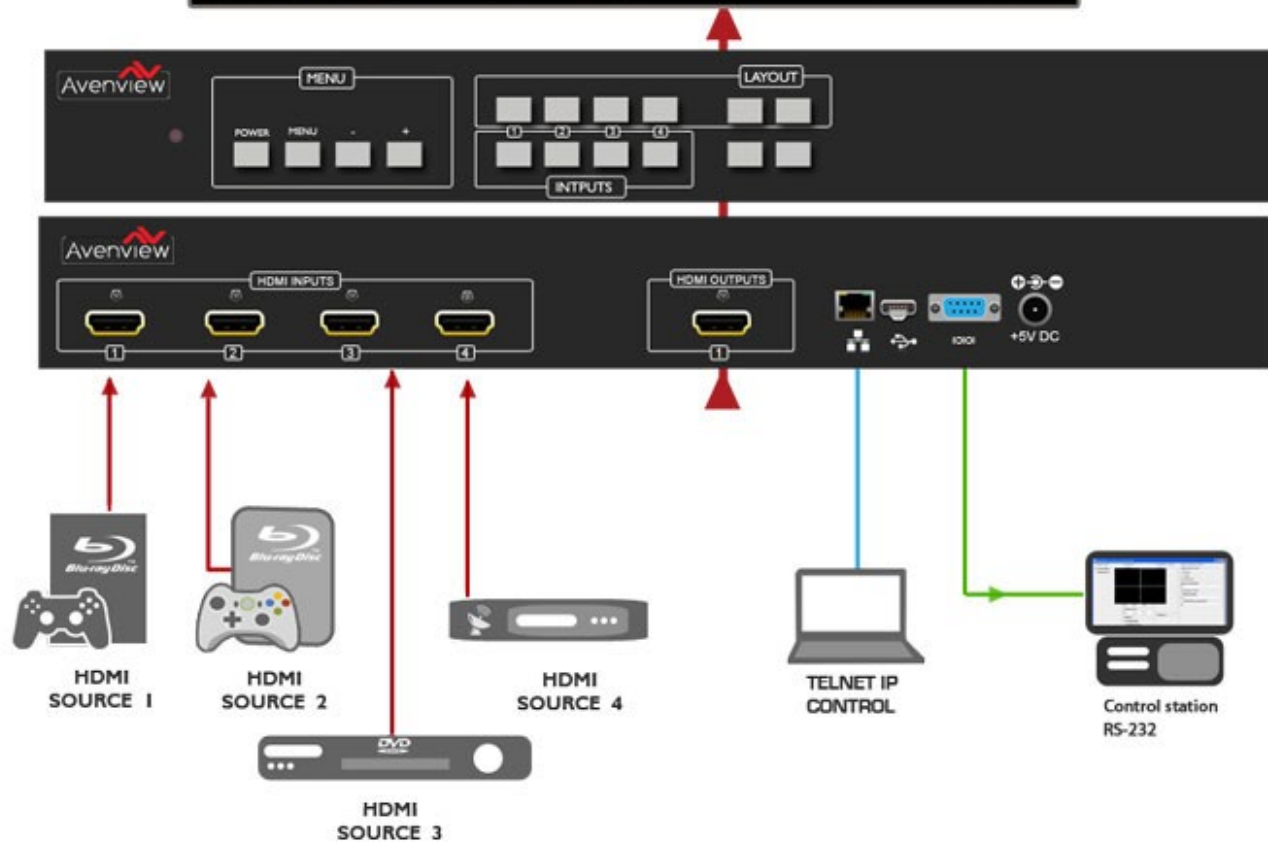 Avenview
MENU
LAYOUT
POWER MENU - +
1 2 3 4
INTPUTS
Avenview
HDMI INPUTS
HDMI OUTPUTS
1 2 3 4
1
IOIOI
+5V DC
Blu-ray Disc
Blu-ray Disc
TM
HDMI
SOURCE 1
HDMI
SOURCE 2
HDMI
SOURCE 4
TELNET IP
CONTROL
Control station
RS-232
DVD
HDMI
SOURCE 3